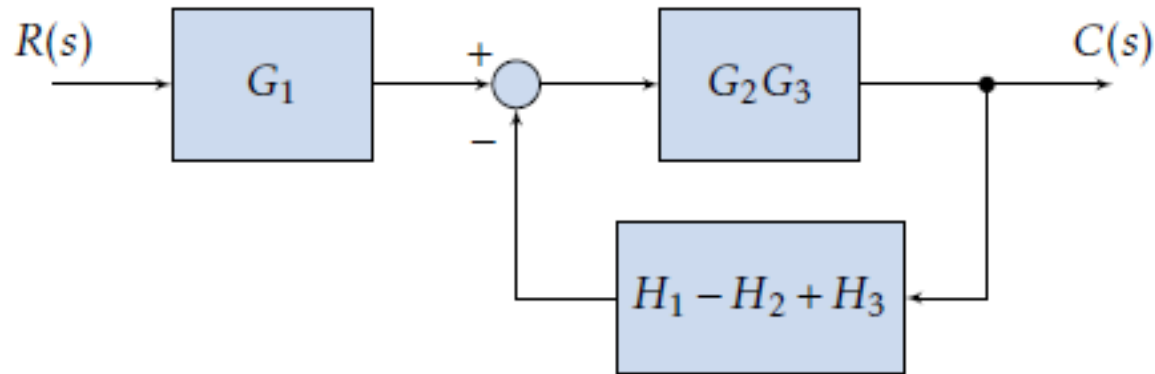 R(s)
G₁
+
−
G₂G₃
C(s)
H₁ − H₂ + H₃